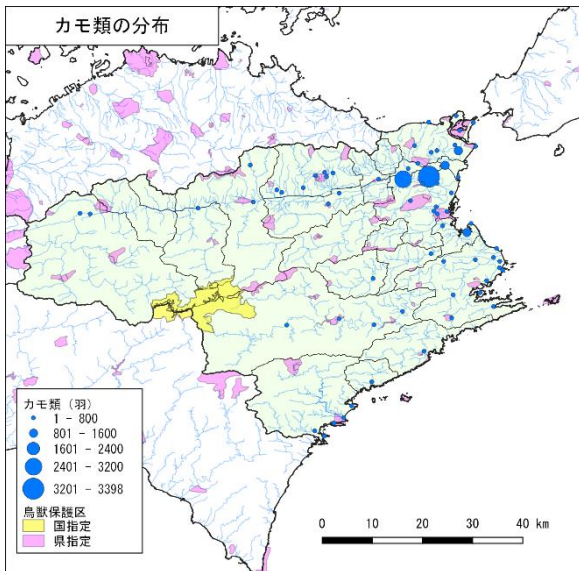 カモ類の分布
カモ類（羽）
1 - 800
801 - 1600
1601 - 2400
2401 - 3200
3201 - 3398
鳥獣保護区
国指定
県指定
0 10 20 30 40 km